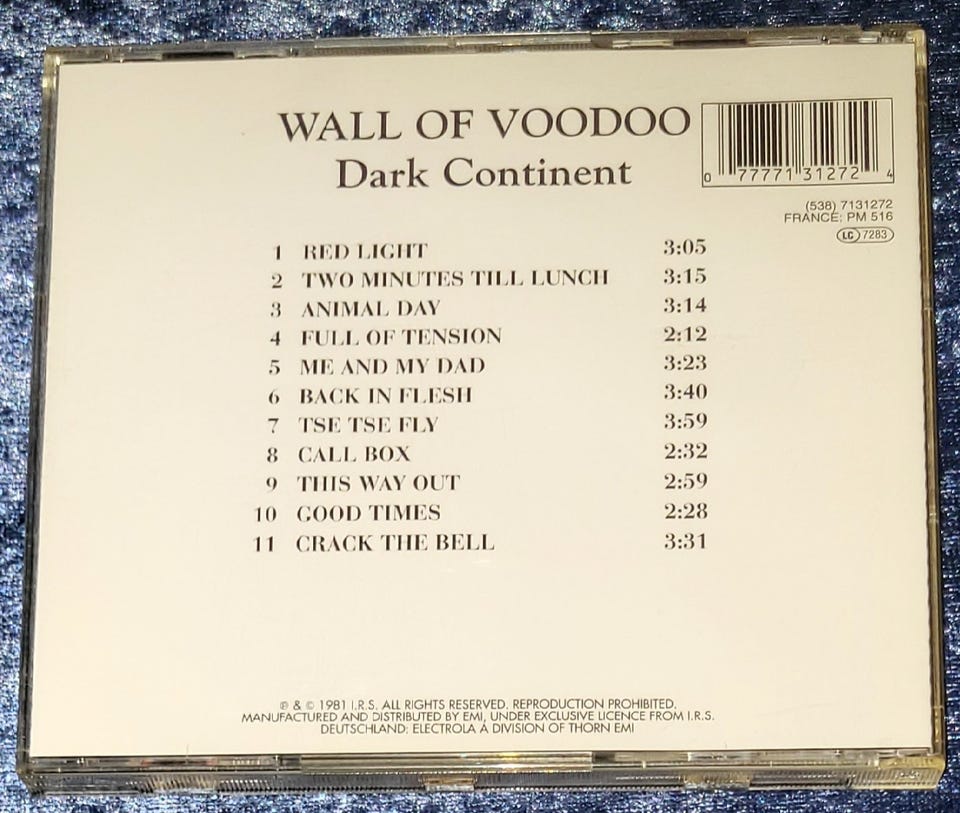 WALL OF VOODOO
Dark Continent
0 77771 31272 4
(538) 7131272
FRANCE: PM 516
LC 7283
1 RED LIGHT 3:05
2 TWO MINUTES TILL LUNCH 3:15
3 ANIMAL DAY 3:14
4 FULL OF TENSION 2:12
5 ME AND MY DAD 3:23
6 BACK IN FLESH 3:40
7 TSE TSE FLY 3:59
8 CALL BOX 2:32
9 THIS WAY OUT 2:59
10 GOOD TIMES 2:28
11 CRACK THE BELL 3:31
℗ & © 1981 I.R.S. ALL RIGHTS RESERVED. REPRODUCTION PROHIBITED.
MANUFACTURED AND DISTRIBUTED BY EMI, UNDER EXCLUSIVE LICENCE FROM I.R.S.
DEUTSCHLAND: ELECTROLA A DIVISION OF THORN EMI